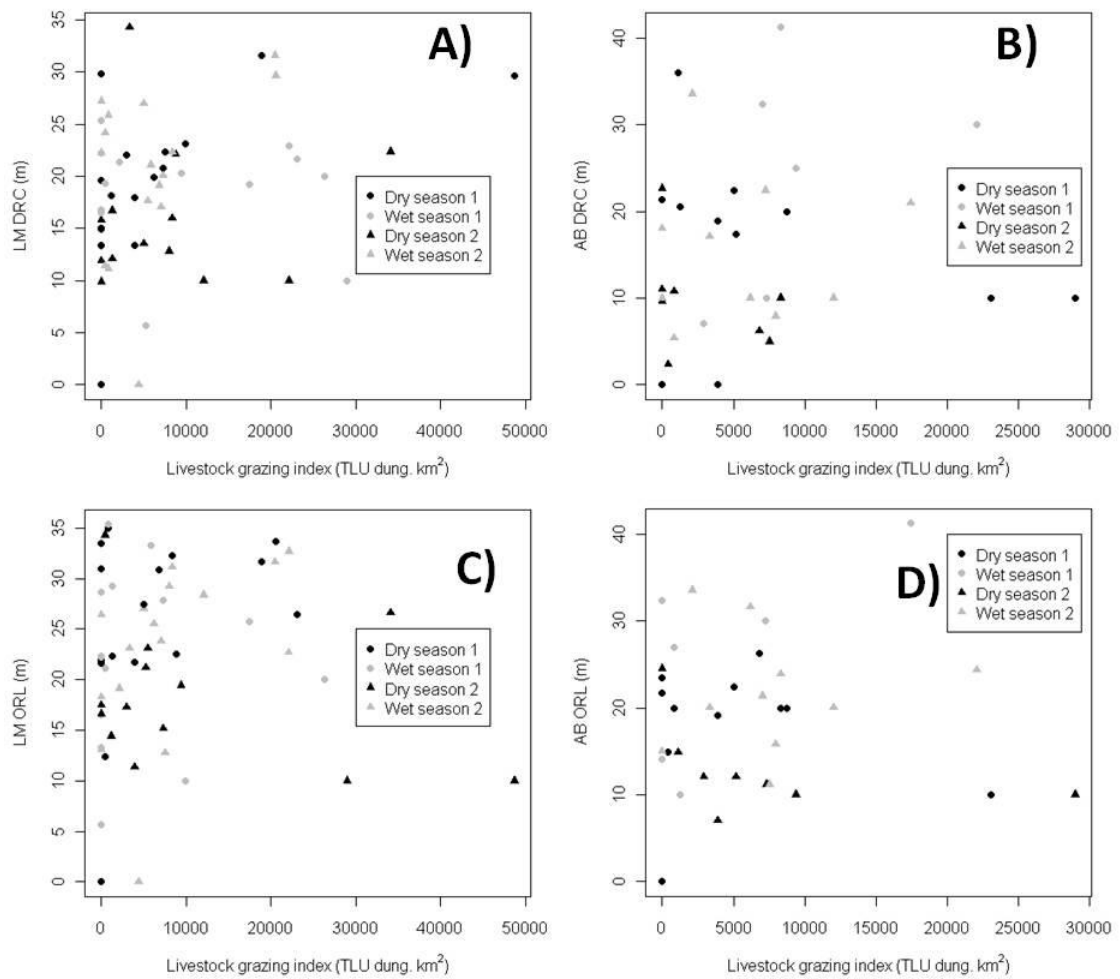 A)
LM DRC (m)
35
30
25
20
15
10
5
0
Dry season 1
Wet season 1
Dry season 2
Wet season 2
0 10000 20000 30000 40000 50000
Livestock grazing index (TLU dung. km²)
B)
AB DRC (m)
40
30
20
10
0
Dry season 1
Wet season 1
Dry season 2
Wet season 2
0 5000 10000 15000 20000 25000 30000
Livestock grazing index (TLU dung. km²)
C)
LM ORL (m)
35
30
25
20
15
10
5
0
Dry season 1
Wet season 1
Dry season 2
Wet season 2
0 10000 20000 30000 40000 50000
Livestock grazing index (TLU dung. km²)
D)
AB ORL (m)
40
30
20
10
0
Dry season 1
Wet season 1
Dry season 2
Wet season 2
0 5000 10000 15000 20000 25000 30000
Livestock grazing index (TLU dung. km²)